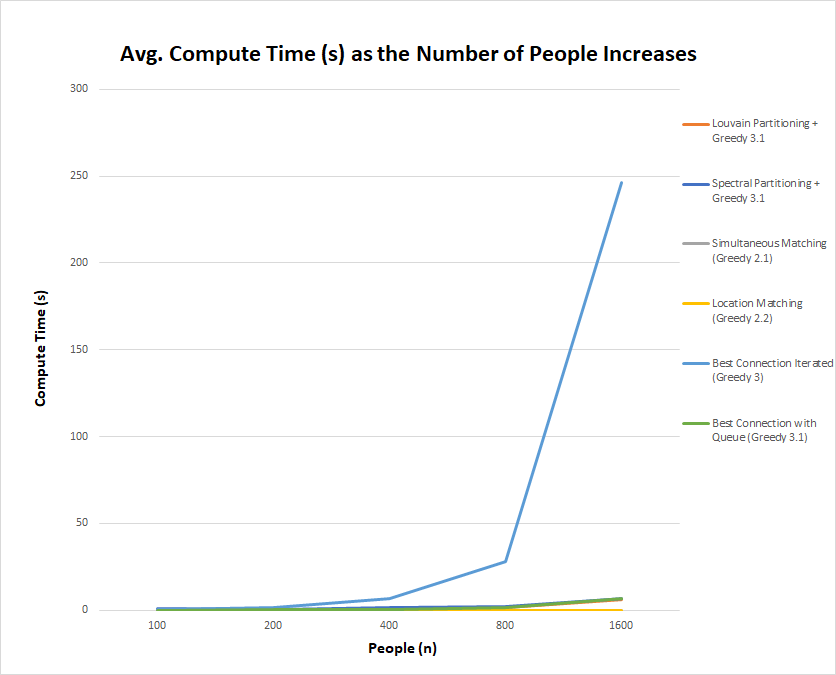 Avg. Compute Time (s) as the Number of People Increases
300
250
200
150
100
50
0
Compute Time (s)
100 200 400 800 1600
People (n)
Louvain Partitioning +
Greedy 3.1
Spectral Partitioning +
Greedy 3.1
Simultaneous Matching
(Greedy 2.1)
Location Matching
(Greedy 2.2)
Best Connection Iterated
(Greedy 3)
Best Connection with
Queue (Greedy 3.1)